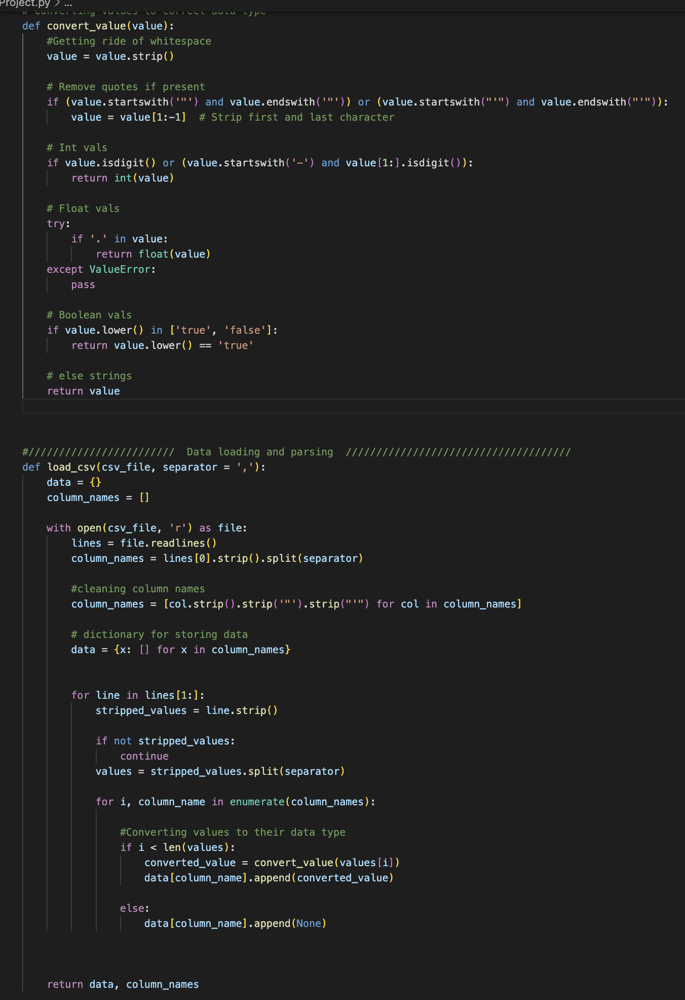 Project.py > ...
# Converting values to correct data type
def convert_value(value):
    #Getting ride of whitespace
    value = value.strip()
    # Remove quotes if present
    if (value.startswith('"') and value.endswith('"')) or (value.startswith("'") and value.endswith("'")):
        value = value[1:-1]  # Strip first and last character
    # Int vals
    if value.isdigit() or (value.startswith('-') and value[1:].isdigit()):
        return int(value)
    # Float vals
    try:
        if '.' in value:
            return float(value)
    except ValueError:
        pass
    # Boolean vals
    if value.lower() in ['true', 'false']:
        return value.lower() == 'true'
    # else strings
    return value
#////////////////////////  Data loading and parsing  /////////////////////////////////////
def load_csv(csv_file, separator = ','):
    data = {}
    column_names = []
    with open(csv_file, 'r') as file:
        lines = file.readlines()
        column_names = lines[0].strip().split(separator)
        #cleaning column names
        column_names = [col.strip().strip('"').strip("'") for col in column_names]
        # dictionary for storing data
        data = {x: [] for x in column_names}
        for line in lines[1:]:
            stripped_values = line.strip()
            if not stripped_values:
                continue
            values = stripped_values.split(separator)
            for i, column_name in enumerate(column_names):
                #Converting values to their data type
                if i < len(values):
                    converted_value = convert_value(values[i])
                    data[column_name].append(converted_value)
                else:
                    data[column_name].append(None)
    return data, column_names